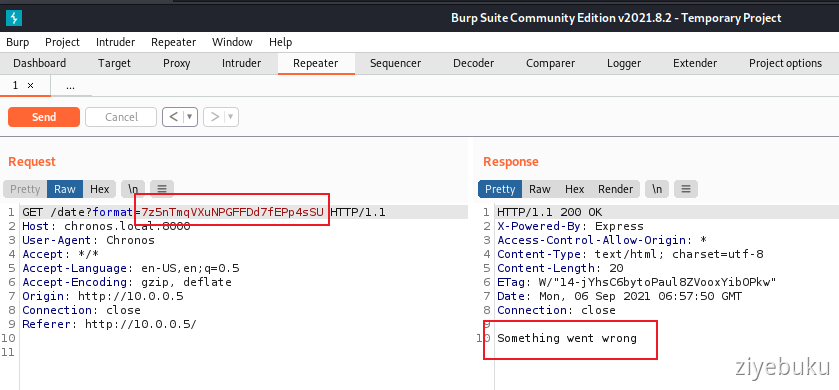 Burp Suite Community Edition v2021.8.2 - Temporary Project
Burp Project Intruder Repeater Window Help
Dashboard Target Proxy Intruder Repeater Sequencer Decoder Comparer Logger Extender Project options
1 × ...
Send Cancel < | ▾ > | ▾
Request
Pretty Raw Hex \n ≡
1 GET /date?format=7z5nTmqVXuNPGFFDd7fEPp4sSU HTTP/1.1
2 Host: chronos.local:8000
3 User-Agent: Chronos
4 Accept: */*
5 Accept-Language: en-US,en;q=0.5
6 Accept-Encoding: gzip, deflate
7 Origin: http://10.0.0.5
8 Connection: close
9 Referer: http://10.0.0.5/
10
11
Response
Pretty Raw Hex Render \n ≡
1 HTTP/1.1 200 OK
2 X-Powered-By: Express
3 Access-Control-Allow-Origin: *
4 Content-Type: text/html; charset=utf-8
5 Content-Length: 20
6 ETag: W/"14-jYhsC6bytoPaul8ZVooxYibOPkw"
7 Date: Mon, 06 Sep 2021 06:57:50 GMT
8 Connection: close
9
10 Something went wrong
ziyebuku